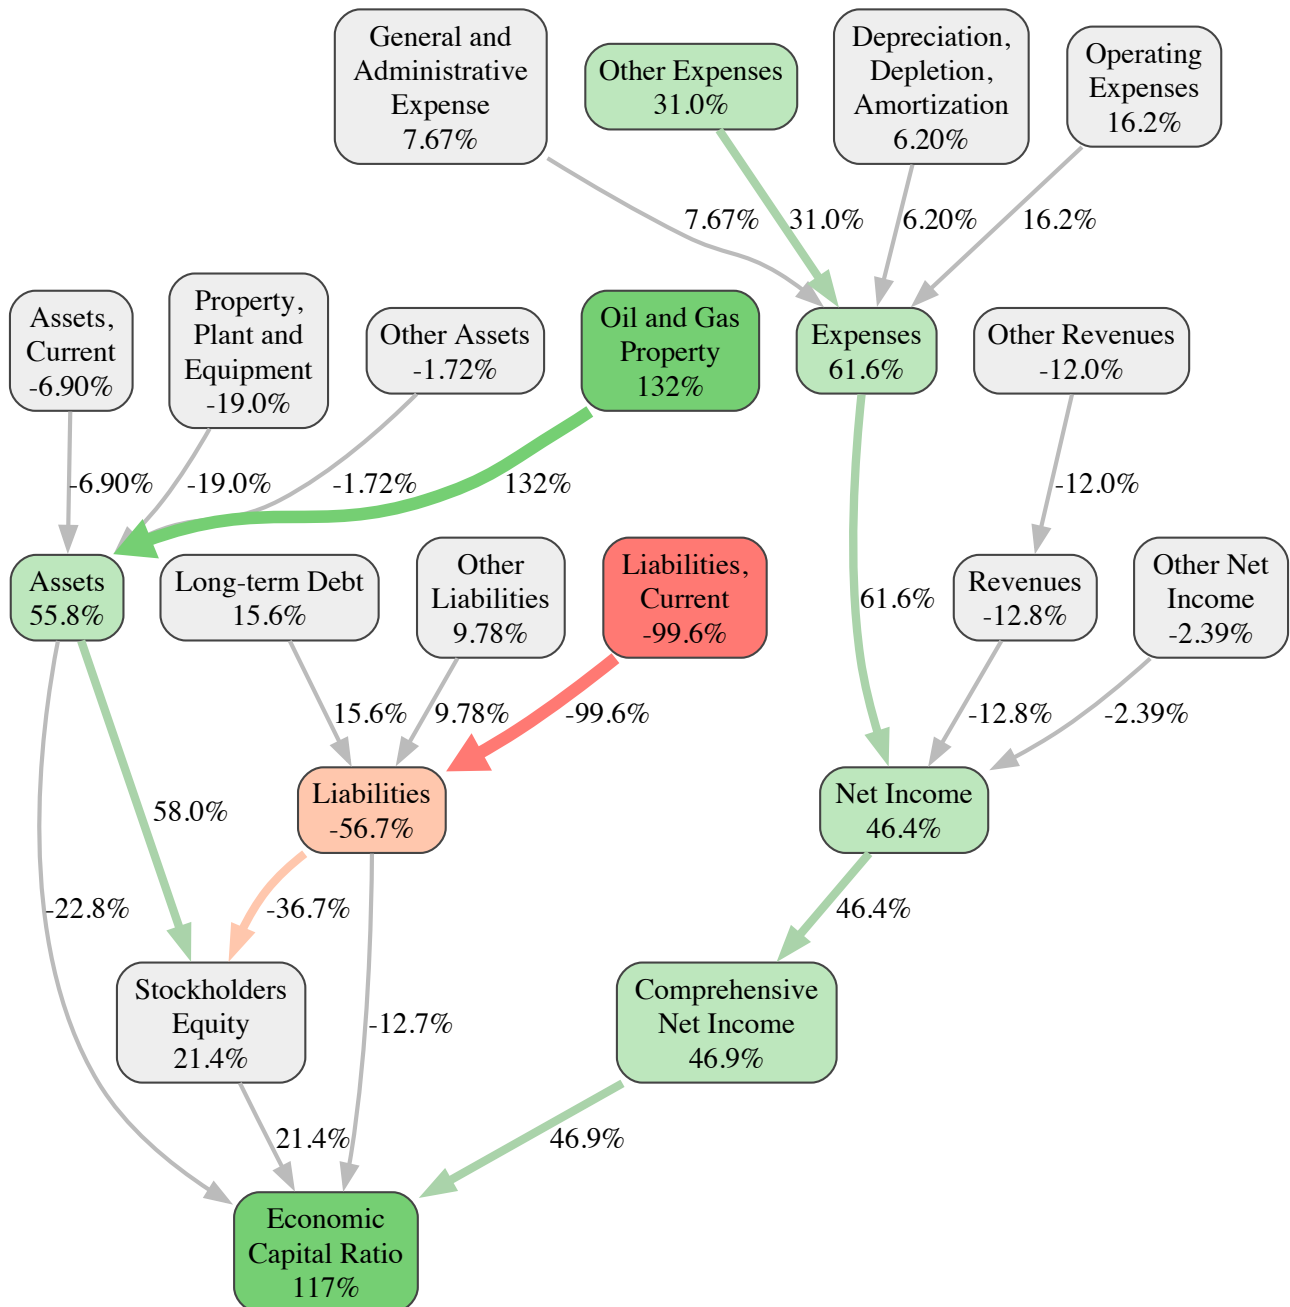 General and
Administrative
Expense
7.67%
Other Expenses
31.0%
Depreciation,
Depletion,
Amortization
6.20%
Operating
Expenses
16.2%
7.67%
31.0%
6.20%
16.2%
Assets,
Current
-6.90%
Property,
Plant and
Equipment
-19.0%
Other Assets
-1.72%
Oil and Gas
Property
132%
Expenses
61.6%
Other Revenues
-12.0%
-6.90%
-19.0%
-1.72%
132%
-12.0%
Assets
55.8%
Long-term Debt
15.6%
Other
Liabilities
9.78%
Liabilities,
Current
-99.6%
61.6%
Revenues
-12.8%
Other Net
Income
-2.39%
15.6%
9.78%
-99.6%
-12.8%
-2.39%
58.0%
Liabilities
-56.7%
Net Income
46.4%
-22.8%
-36.7%
46.4%
Stockholders
Equity
21.4%
-12.7%
Comprehensive
Net Income
46.9%
21.4%
46.9%
Economic
Capital Ratio
117%